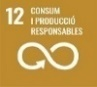 12 CONSUM
I PRODUCCIÓ
RESPONSABLES